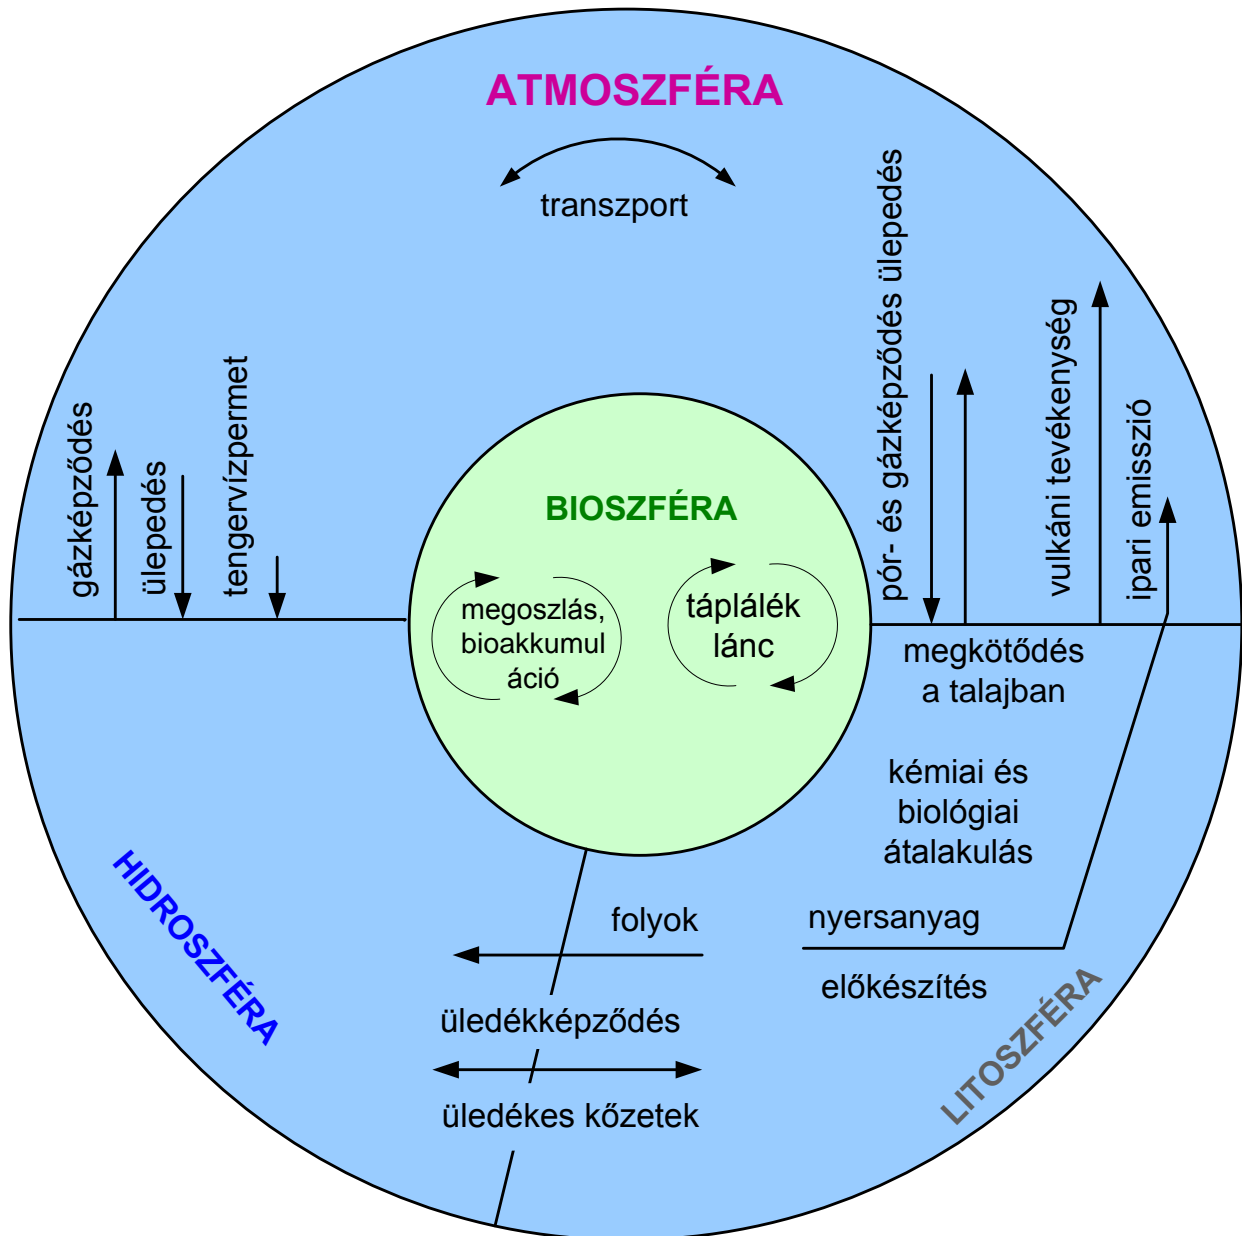 ATMOSZFÉRA
transzport
gázképződés
ülepedés
tengervízpermet
pór- és gázképződés ülepedés
vulkáni tevékenység
ipari emisszió
BIOSZFÉRA
megoszlás,
bioakkumul
áció
táplálék
lánc
megkötődés
a talajban
kémiai és
biológiai
átalakulás
HIDROSZFÉRA
folyok
nyersanyag
előkészítés
üledékképződés
üledékes kőzetek
LITOSZFÉRA